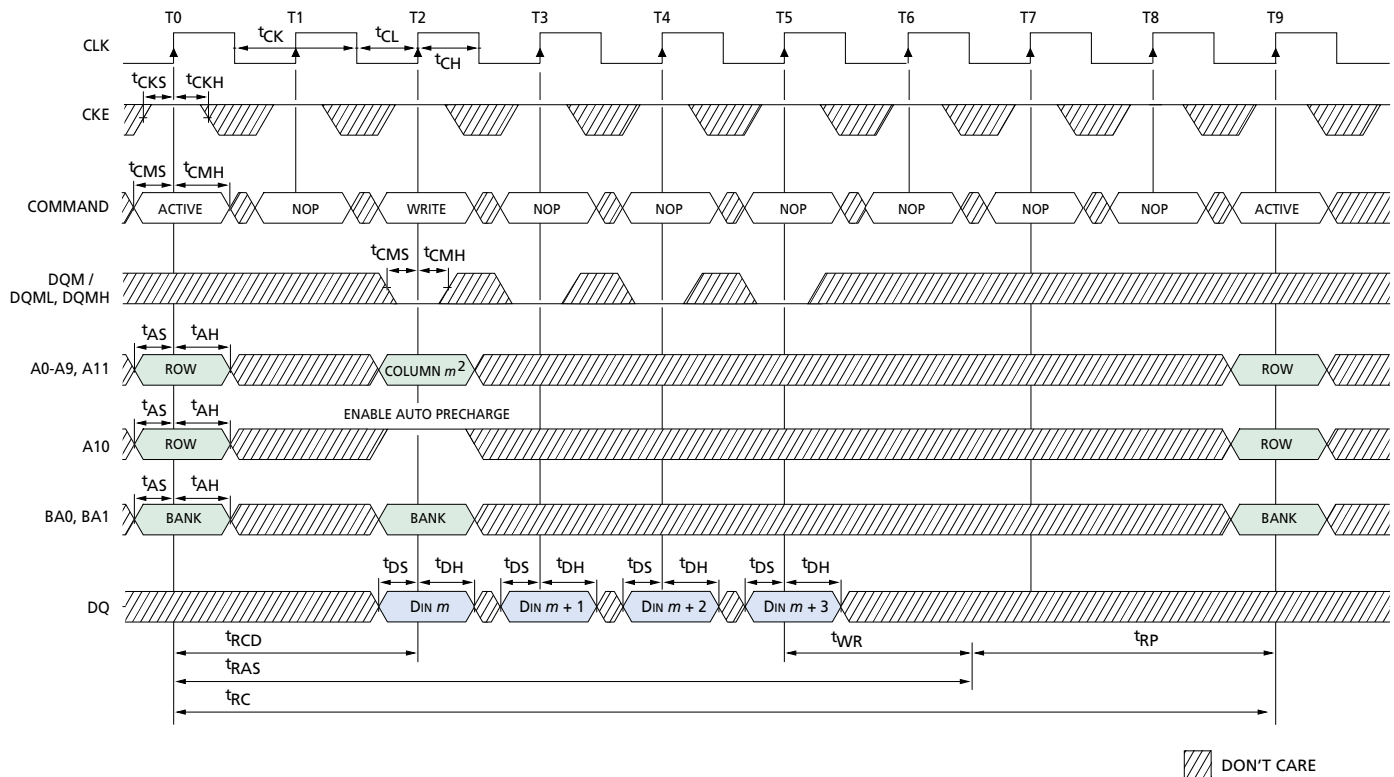 T0 T1 T2 T3 T4 T5 T6 T7 T8 T9
CLK
tCK tCL tCH
tCKS tCKH
CKE
tCMS tCMH
COMMAND ACTIVE NOP WRITE NOP NOP NOP NOP NOP NOP ACTIVE
tCMS tCMH
DQM /
DQML, DQMH
tAS tAH
A0-A9, A11 ROW COLUMN m2 ROW
ENABLE AUTO PRECHARGE
tAS tAH
A10 ROW ROW
tAS tAH
BA0, BA1 BANK BANK BANK
tDS tDH tDS tDH tDS tDH tDS tDH
DQ DIN m DIN m + 1 DIN m + 2 DIN m + 3
tRCD tWR tRP
tRAS
tRC
DON'T CARE